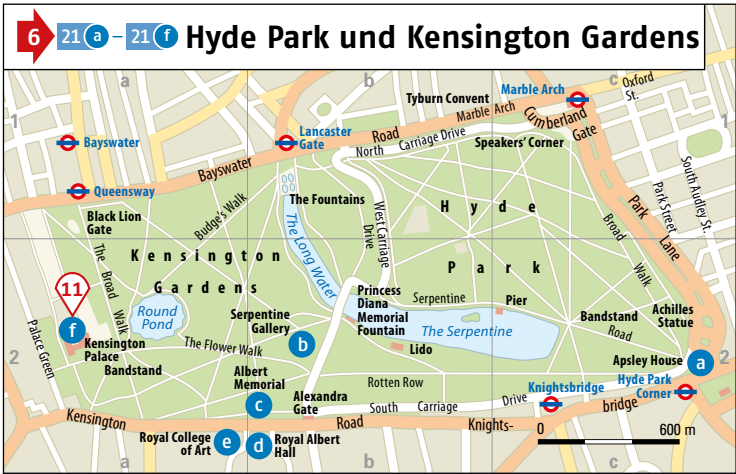 6 21 a – 21 f Hyde Park und Kensington Gardens
a
b
c
1
1
Oxford
St.
Marble Arch
Tyburn Convent
Marble Arch
Cumberland
Gate
Bayswater
Lancaster
Gate
Road
North Carriage Drive
Speakers' Corner
Bayswater
Queensway
South Audley St.
Park Street
Park Lane
Black Lion
Gate
Budge's Walk
The Fountains
West Carriage
Drive
Hyde
Park
Broad
Walk
The Long Water
The Broad
Walk
Kensington
Gardens
11
f
Kensington
Palace
Palace Green
Round
Pond
Serpentine
Gallery
b
Princess
Diana
Memorial
Fountain
Serpentine
Pier
Road
The Serpentine
Bandstand
Achilles
Statue
2
2
The Flower Walk
Bandstand
Lido
Apsley House
a
Albert
Memorial
c
Alexandra
Gate
Rotten Row
Knightsbridge
Hyde Park
Corner
South Carriage Drive
Kensington
Road
Knights-
bridge
Royal College
of Art
e
d
Royal Albert
Hall
0 600 m
a
b
c